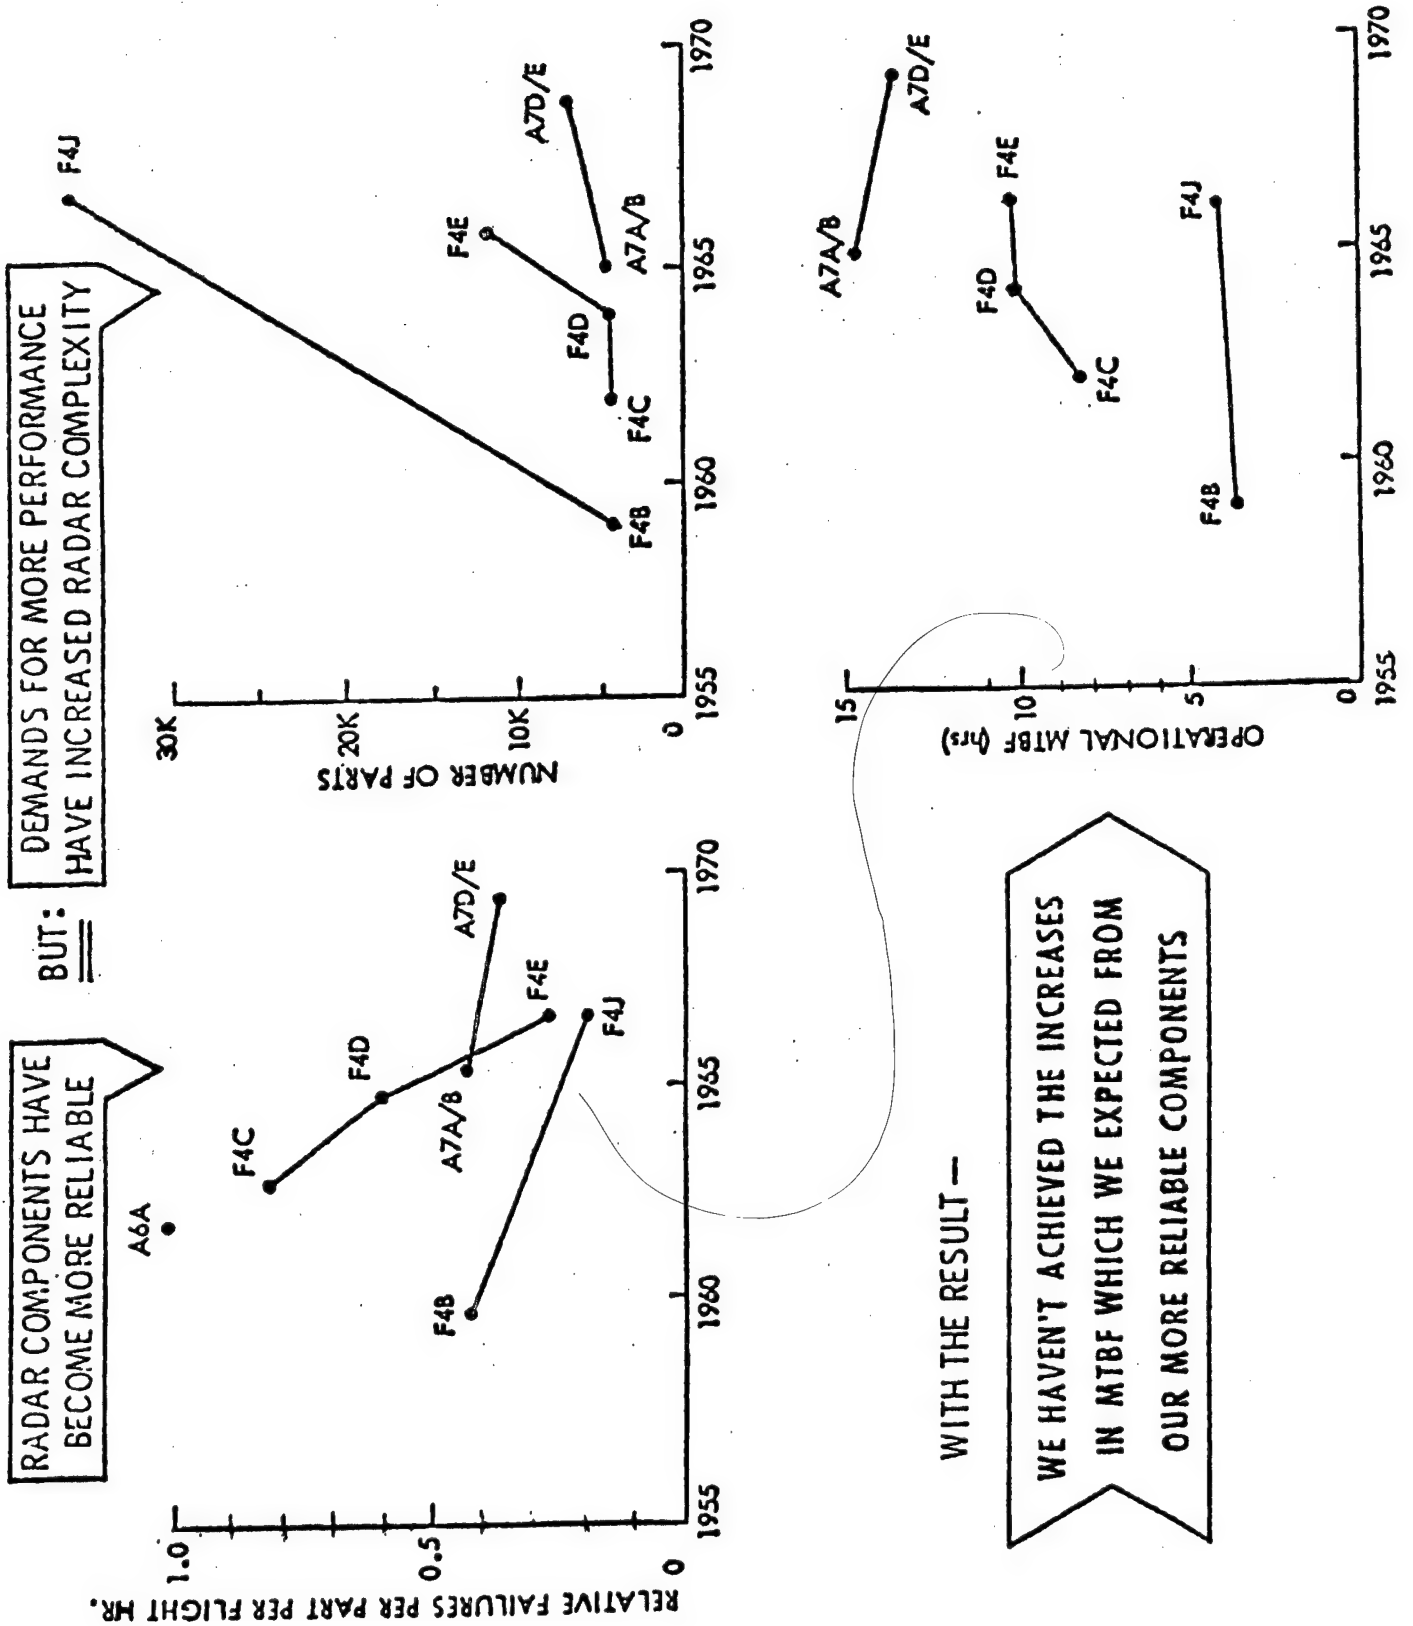 RADAR COMPONENTS HAVE
BECOME MORE RELIABLE
BUT:
DEMANDS FOR MORE PERFORMANCE
HAVE INCREASED RADAR COMPLEXITY
RELATIVE FAILURES PER PART PER FLIGHT HR.
1.0
0.5
0
1955
1960
1965
1970
A6A
F4C
F4D
F4B
A7A/B
F4E
F4J
A7D/E
NUMBER OF PARTS
30K
20K
10K
0
1955
1960
1965
1970
F4J
F4E
A7D/E
F4D
F4B
F4C
A7A/B
WITH THE RESULT—
WE HAVEN'T ACHIEVED THE INCREASES
IN MTBF WHICH WE EXPECTED FROM
OUR MORE RELIABLE COMPONENTS
OPERATIONAL MTBF (hrs)
15
10
5
0
1955
1960
1965
1970
A7A/B
A7D/E
F4D
F4E
F4C
F4B
F4J